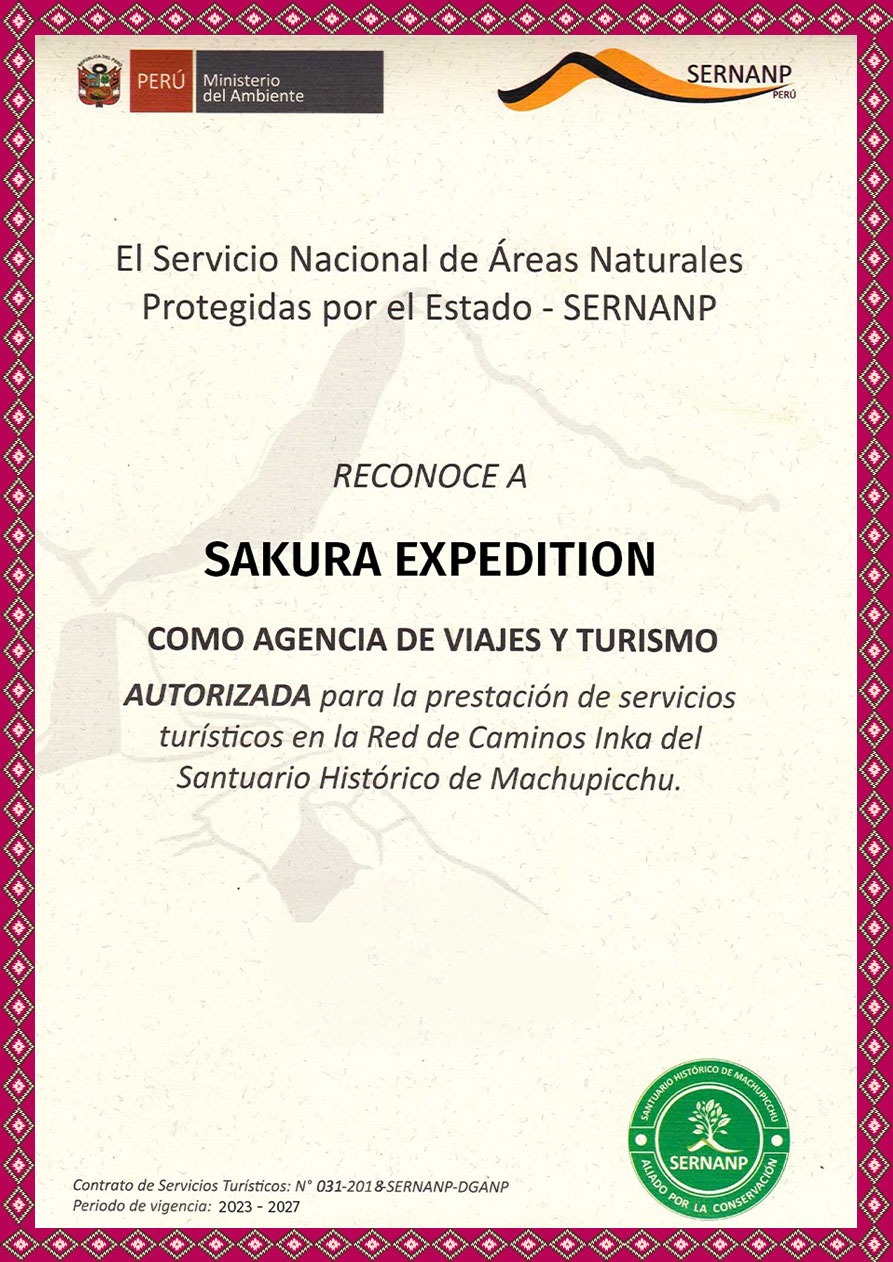 REPÚBLICA DEL PERÚ
PERÚ
Ministerio
del Ambiente
SERNANP
PERÚ
El Servicio Nacional de Áreas Naturales
Protegidas por el Estado - SERNANP
RECONOCE A
SAKURA EXPEDITION
COMO AGENCIA DE VIAJES Y TURISMO
AUTORIZADA para la prestación de servicios
turísticos en la Red de Caminos Inka del
Santuario Histórico de Machupicchu.
SANTUARIO HISTÓRICO DE MACHUPICCHU
SERNANP
ALIADO POR LA CONSERVACIÓN
Contrato de Servicios Turísticos: N° 031-2018-SERNANP-DGANP
Periodo de vigencia: 2023 - 2027